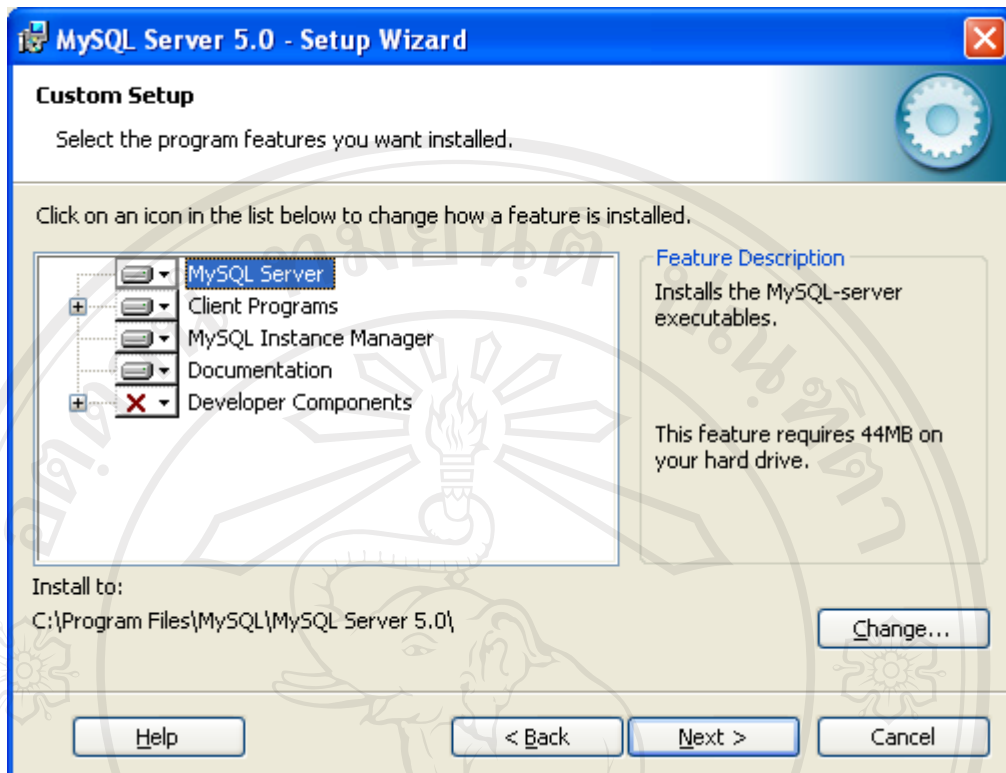 MySQL Server 5.0 - Setup Wizard
Custom Setup
Select the program features you want installed.
Click on an icon in the list below to change how a feature is installed.
MySQL Server
Client Programs
MySQL Instance Manager
Documentation
Developer Components
Feature Description
Installs the MySQL-server
executables.
This feature requires 44MB on
your hard drive.
Install to:
C:\Program Files\MySQL\MySQL Server 5.0\
Change...
Help
< Back
Next >
Cancel